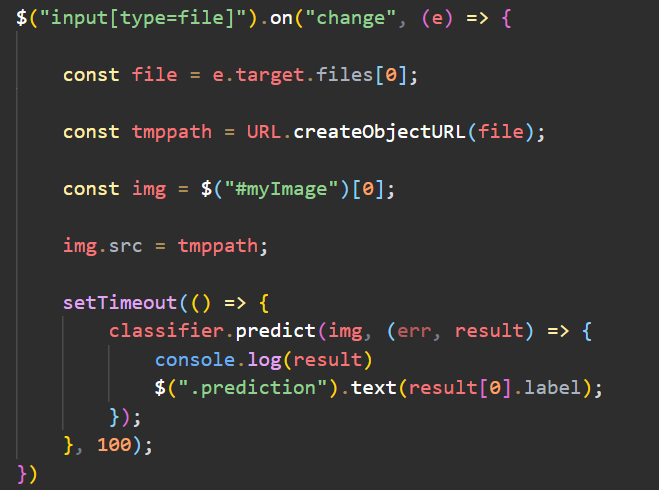 $("input[type=file]").on("change", (e) => {
const file = e.target.files[0];
const tmppath = URL.createObjectURL(file);
const img = $("#myImage")[0];
img.src = tmppath;
setTimeout(() => {
classifier.predict(img, (err, result) => {
console.log(result)
$(".prediction").text(result[0].label);
});
}, 100);
})